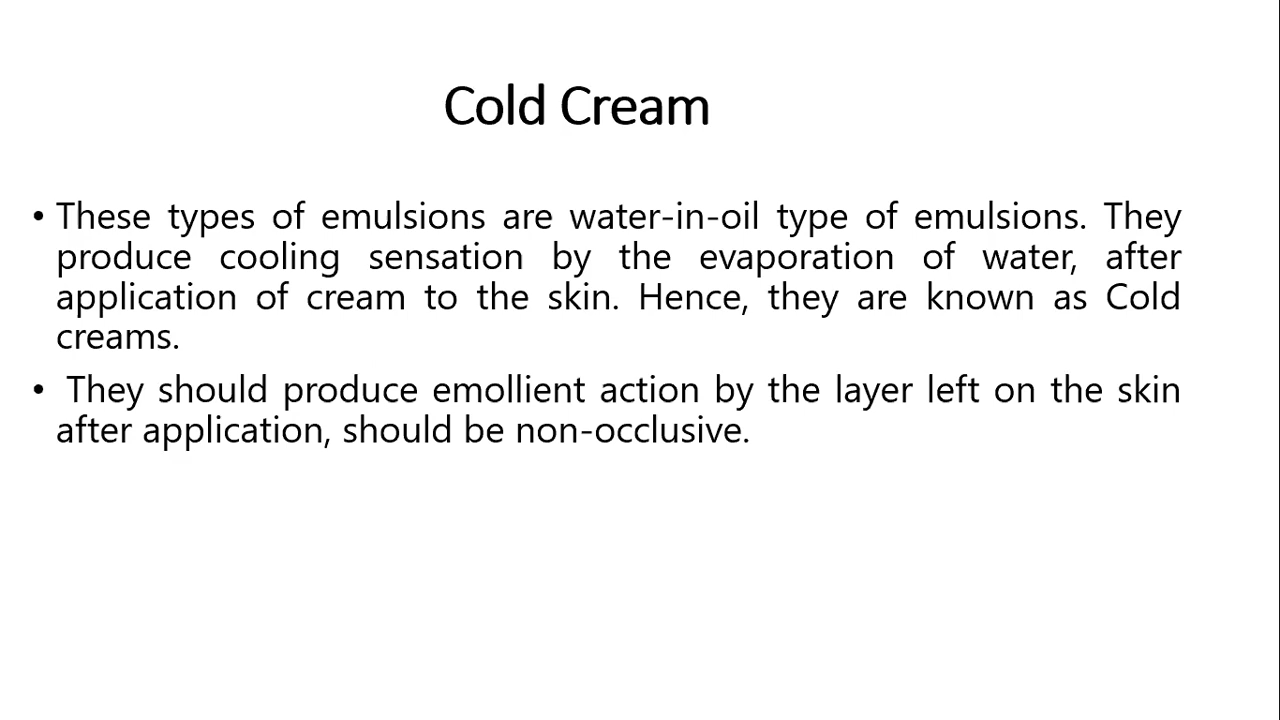 Cold Cream
• These types of emulsions are water-in-oil type of emulsions. They
produce cooling sensation by the evaporation of water, after
application of cream to the skin. Hence, they are known as Cold
creams.
• They should produce emollient action by the layer left on the skin
after application, should be non-occlusive.